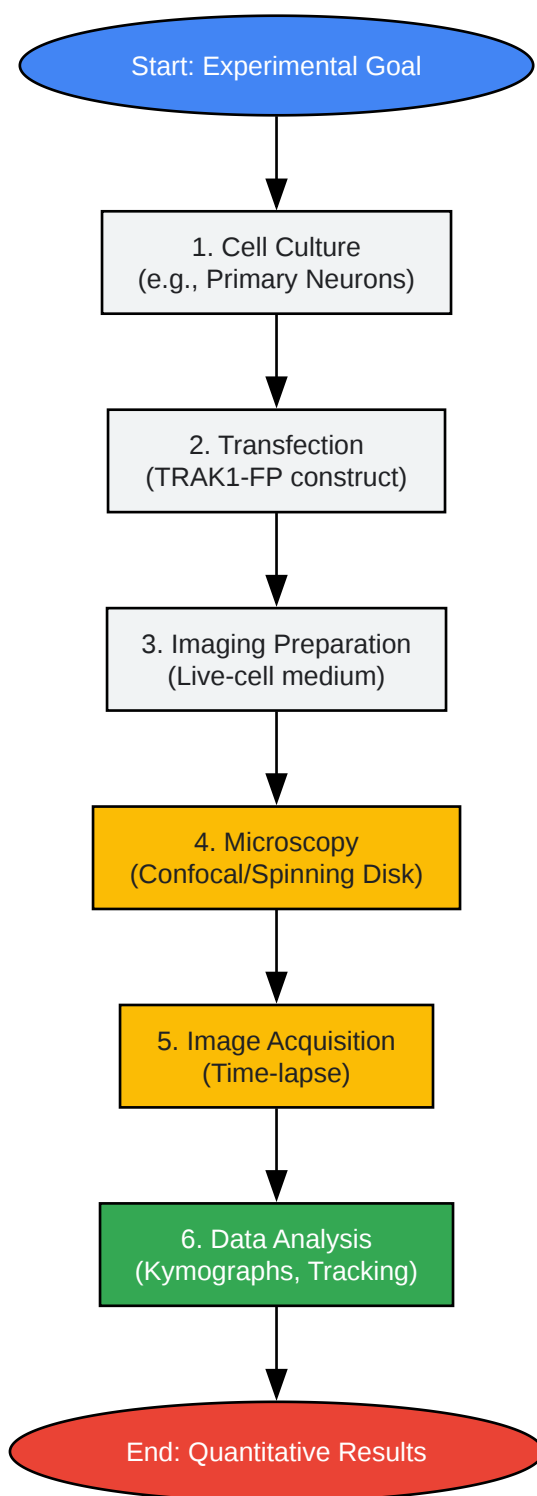 Start: Experimental Goal
1. Cell Culture
(e.g., Primary Neurons)
2. Transfection
(TRAK1-FP construct)
3. Imaging Preparation
(Live-cell medium)
4. Microscopy
(Confocal/Spinning Disk)
5. Image Acquisition
(Time-lapse)
6. Data Analysis
(Kymographs, Tracking)
End: Quantitative Results